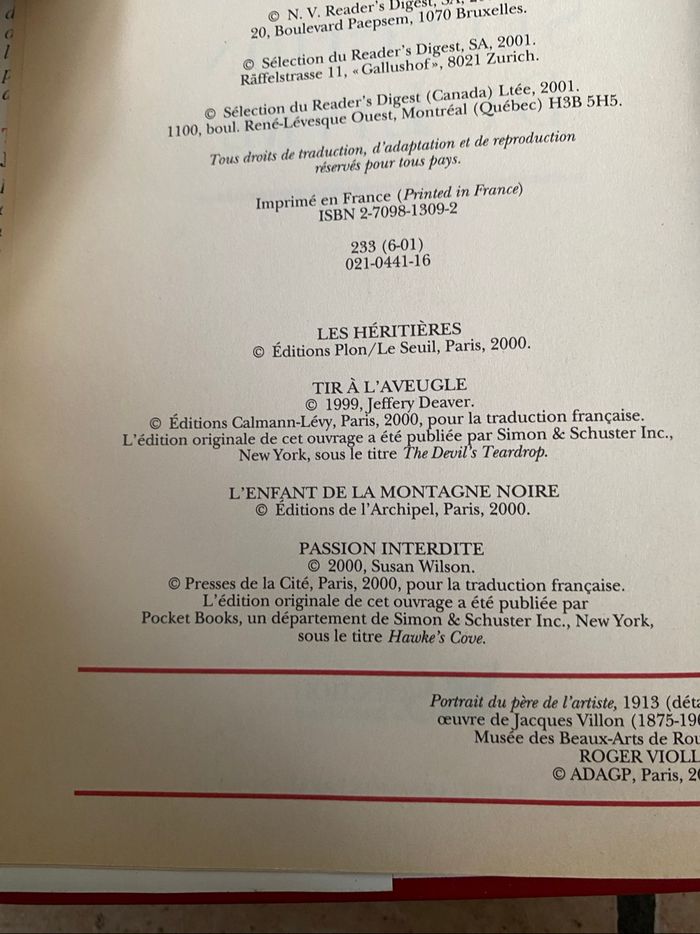 © N. V. Reader's Digest, SA,
20, Boulevard Paepsem, 1070 Bruxelles.
© Sélection du Reader's Digest, SA, 2001.
Räffelstrasse 11, « Gallushof », 8021 Zurich.
© Sélection du Reader's Digest (Canada) Ltée, 2001.
1100, boul. René-Lévesque Ouest, Montréal (Québec) H3B 5H5.
Tous droits de traduction, d'adaptation et de reproduction
réservés pour tous pays.
Imprimé en France (Printed in France)
ISBN 2-7098-1309-2
233 (6-01)
021-0441-16
LES HÉRITIÈRES
© Éditions Plon/Le Seuil, Paris, 2000.
TIR À L'AVEUGLE
© 1999, Jeffery Deaver.
© Éditions Calmann-Lévy, Paris, 2000, pour la traduction française.
L'édition originale de cet ouvrage a été publiée par Simon & Schuster Inc.,
New York, sous le titre The Devil's Teardrop.
L'ENFANT DE LA MONTAGNE NOIRE
© Éditions de l'Archipel, Paris, 2000.
PASSION INTERDITE
© 2000, Susan Wilson.
© Presses de la Cité, Paris, 2000, pour la traduction française.
L'édition originale de cet ouvrage a été publiée par
Pocket Books, un département de Simon & Schuster Inc., New York,
sous le titre Hawke's Cove.
Portrait du père de l'artiste, 1913 (déta
œuvre de Jacques Villon (1875-196
Musée des Beaux-Arts de Rou
ROGER VIOLL
© ADAGP, Paris, 20